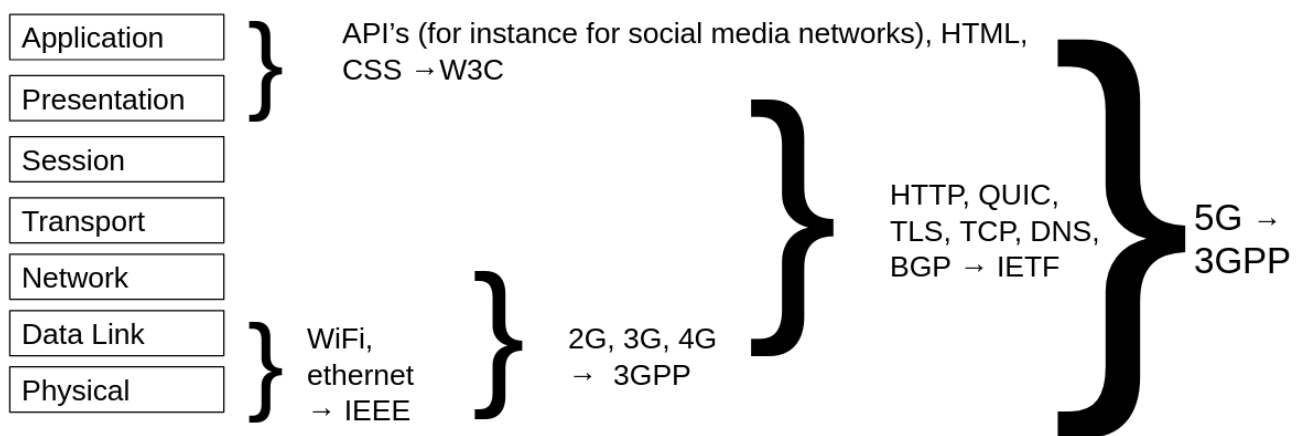 Application
Presentation
Session
Transport
Network
Data Link
Physical
API's (for instance for social media networks), HTML,
CSS →W3C
WiFi,
ethernet
→ IEEE
2G, 3G, 4G
→ 3GPP
HTTP, QUIC,
TLS, TCP, DNS,
BGP → IETF
5G →
3GPP